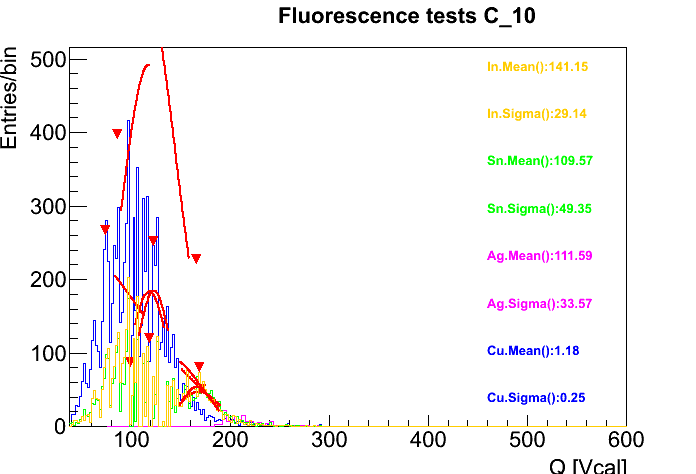 Fluorescence tests C_10
Entries/bin
500
400
300
200
100
0
In.Mean():141.15
In.Sigma():29.14
Sn.Mean():109.57
Sn.Sigma():49.35
Ag.Mean():111.59
Ag.Sigma():33.57
Cu.Mean():1.18
Cu.Sigma():0.25
100 200 300 400 500 600
Q [Vcal]